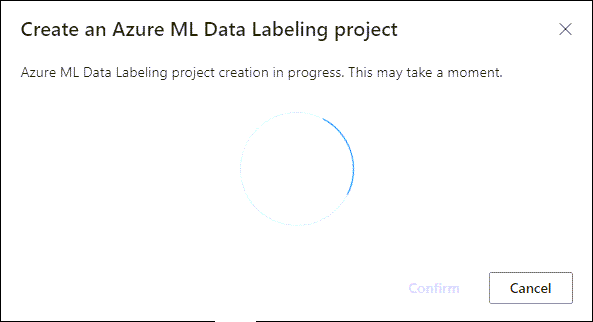 Create an Azure ML Data Labeling project
Azure ML Data Labeling project creation in progress. This may take a moment.
Confirm
Cancel